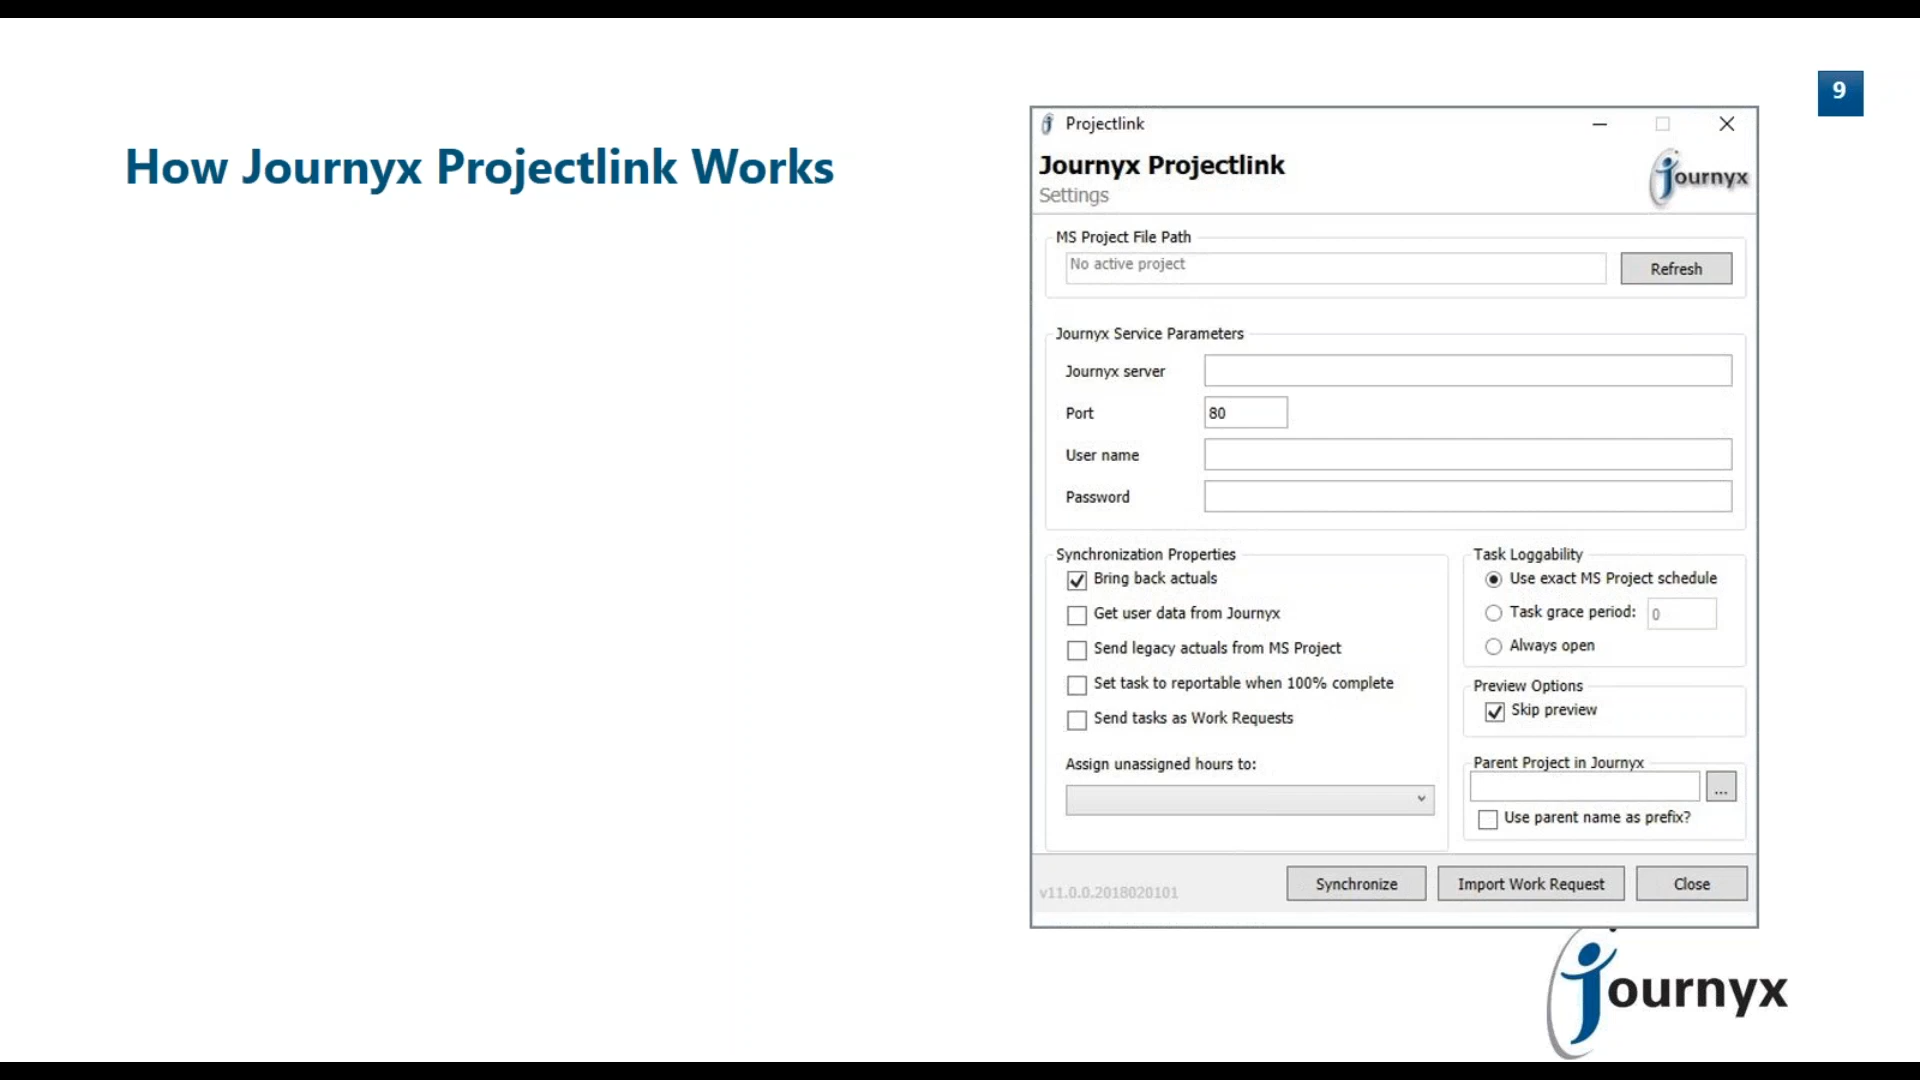 9
How Journyx Projectlink Works
Projectlink
Journyx Projectlink
Settings
Journyx
MS Project File Path
No active project
Refresh
Journyx Service Parameters
Journyx server
Port
80
User name
Password
Synchronization Properties
Bring back actuals
Get user data from Journyx
Send legacy actuals from MS Project
Set task to reportable when 100% complete
Send tasks as Work Requests
Assign unassigned hours to:
Task Loggability
Use exact MS Project schedule
Task grace period: 0
Always open
Preview Options
Skip preview
Parent Project in Journyx
...
Use parent name as prefix?
v11.0.0.2018020101
Synchronize
Import Work Request
Close
Journyx